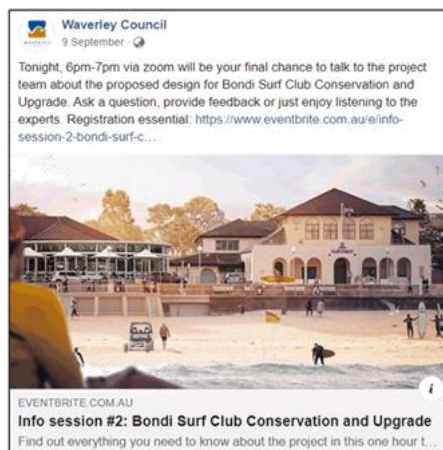 Waverley Council
9 September ·
Tonight, 6pm-7pm via zoom will be your final chance to talk to the project
team about the proposed design for Bondi Surf Club Conservation and
Upgrade. Ask a question, provide feedback or just enjoy listening to the
experts. Registration essential: https://www.eventbrite.com.au/e/info-
session-2-bondi-surf-c...
EVENTBRITE.COM.AU
Info session #2: Bondi Surf Club Conservation and Upgrade
Find out everything you need to know about the project in this one hour t...